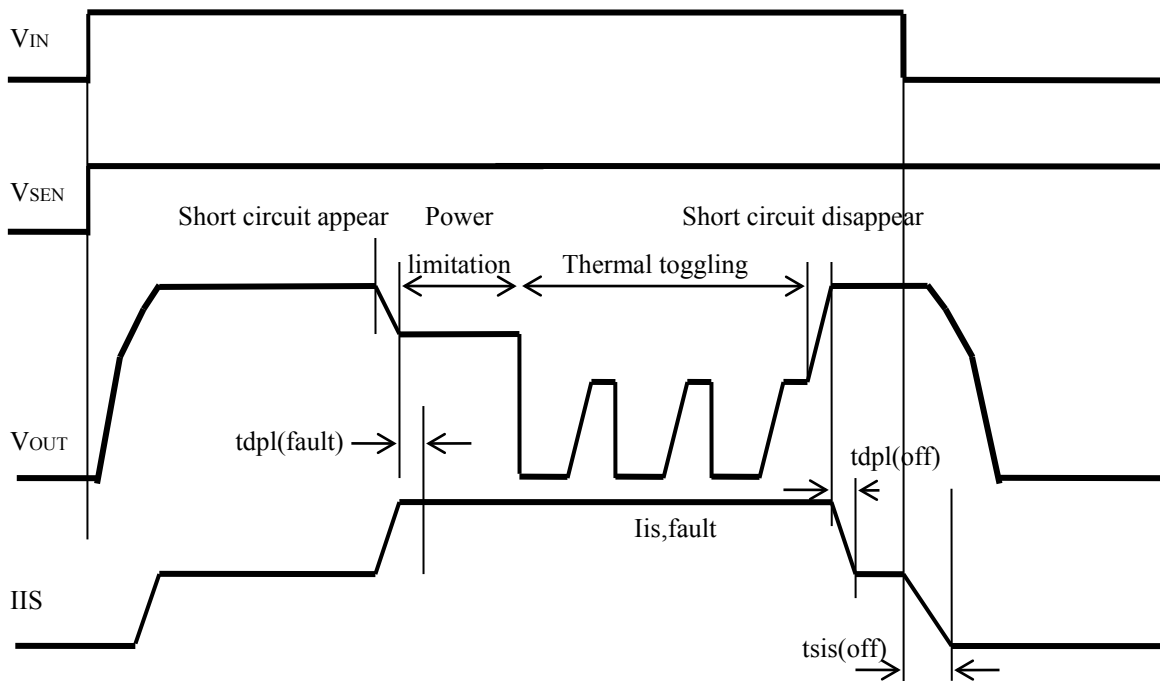 VIN
VSEN
Short circuit appear
Power
limitation
Thermal toggling
Short circuit disappear
VOUT
tdpl(fault)
tdpl(off)
Iis,fault
IIS
tsis(off)